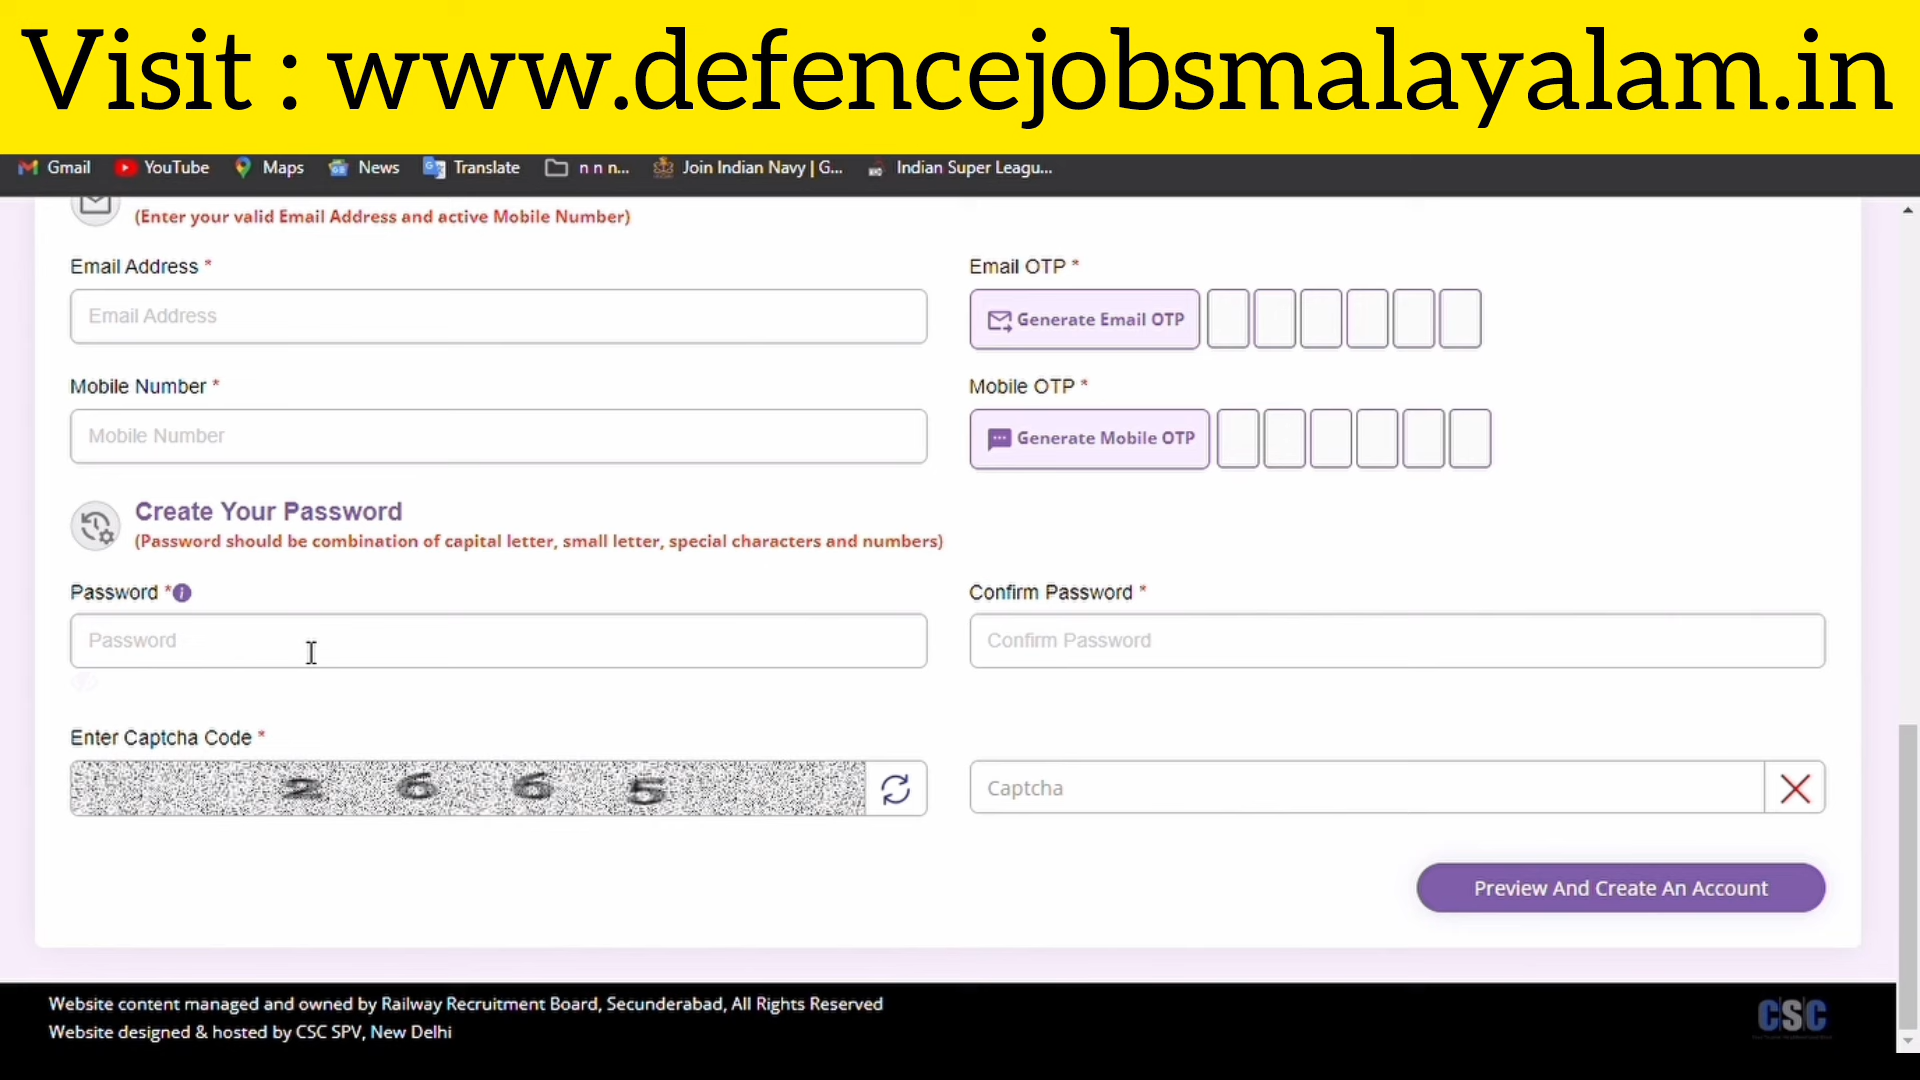 Visit : www.defencejobsmalayalam.in
Gmail YouTube Maps News Translate n n n... Join Indian Navy | G... Indian Super Leagu...
(Enter your valid Email Address and active Mobile Number)
Email Address * Email OTP *
Email Address Generate Email OTP
Mobile Number * Mobile OTP *
Mobile Number Generate Mobile OTP
Create Your Password
(Password should be combination of capital letter, small letter, special characters and numbers)
Password * i Confirm Password *
Password Confirm Password
Enter Captcha Code *
2 6 6 5 Captcha
Preview And Create An Account
Website content managed and owned by Railway Recruitment Board, Secunderabad, All Rights Reserved
Website designed & hosted by CSC SPV, New Delhi
CSC